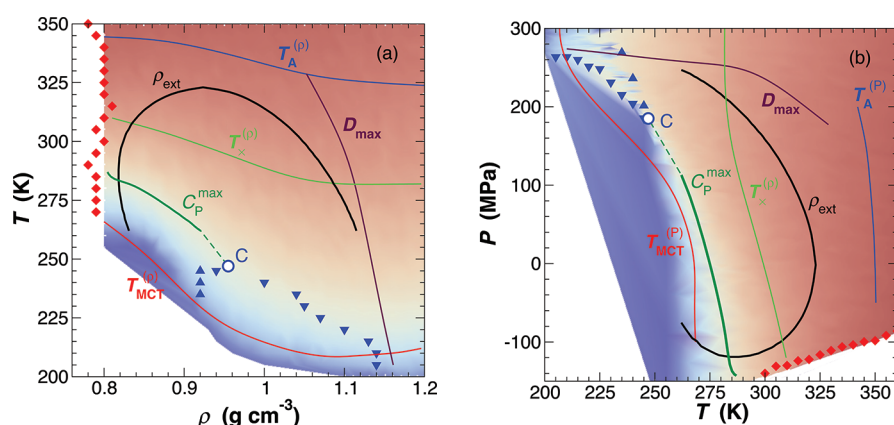 350
325
300
275
250
225
200
T (K)
0.8 0.9 1 1.1 1.2
ρ (g cm⁻³)
(a)
T_A^(ρ)
ρ_ext
D_max
T_×^(ρ)
C_P^max
C
T_MCT^(ρ)
300
200
100
0
-100
P (MPa)
200 225 250 275 300 325 350
T (K)
(b)
C
D_max
T_A^(P)
C_P^max
T_×^(ρ)
ρ_ext
T_MCT^(P)